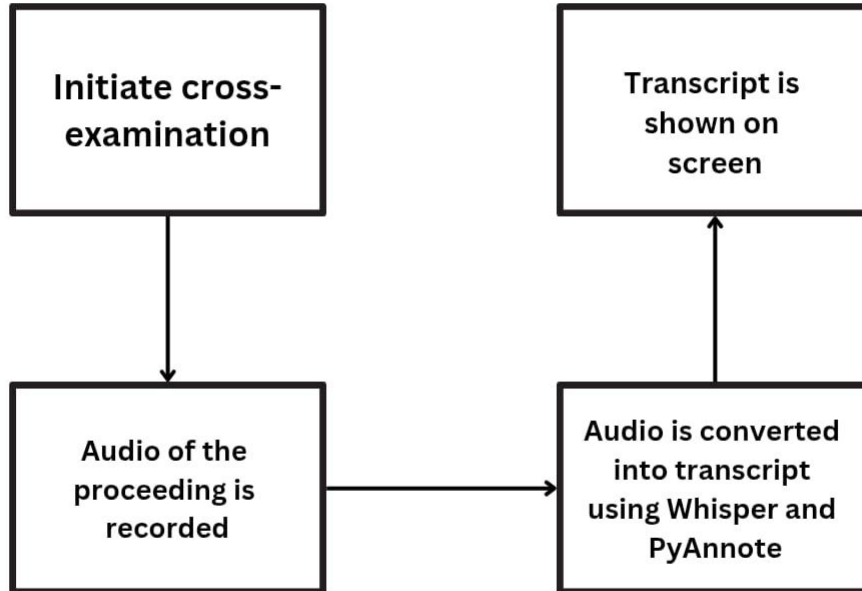 Initiate cross-
examination
Transcript is
shown on
screen
Audio of the
proceeding is
recorded
Audio is converted
into transcript
using Whisper and
PyAnnote